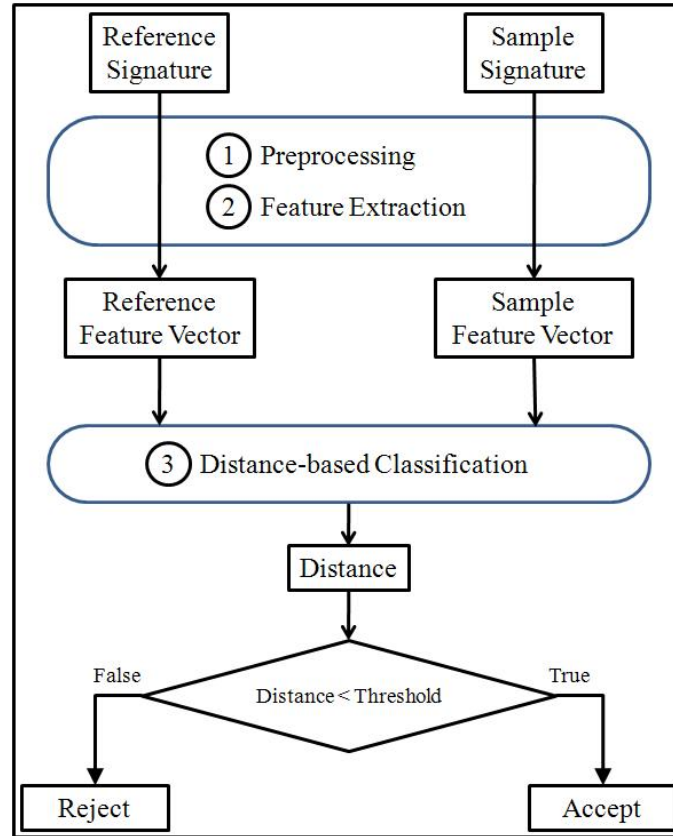 Reference
Signature
Sample
Signature
1 Preprocessing
2 Feature Extraction
Reference
Feature Vector
Sample
Feature Vector
3 Distance-based Classification
Distance
False
True
Distance < Threshold
Reject
Accept